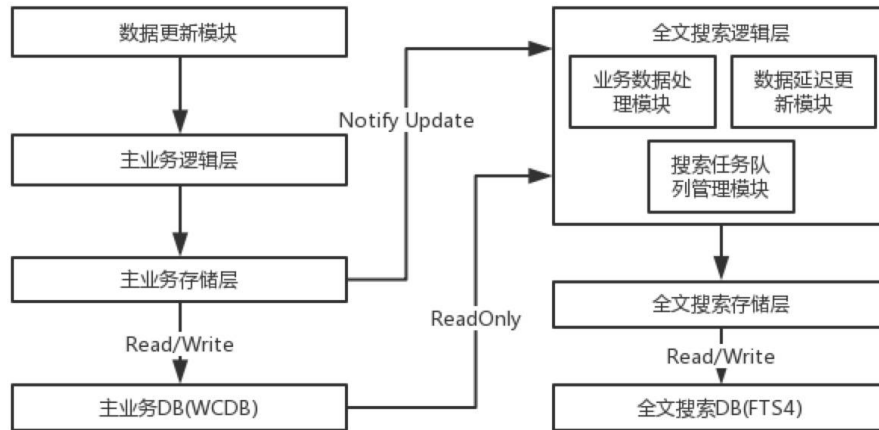 数据更新模块
主业务逻辑层
主业务存储层
Read/Write
主业务DB(WCDB)
Notify Update
ReadOnly
全文搜索逻辑层
业务数据处
理模块
数据延迟更
新模块
搜索任务队
列管理模块
全文搜索存储层
Read/Write
全文搜索DB(FTS4)